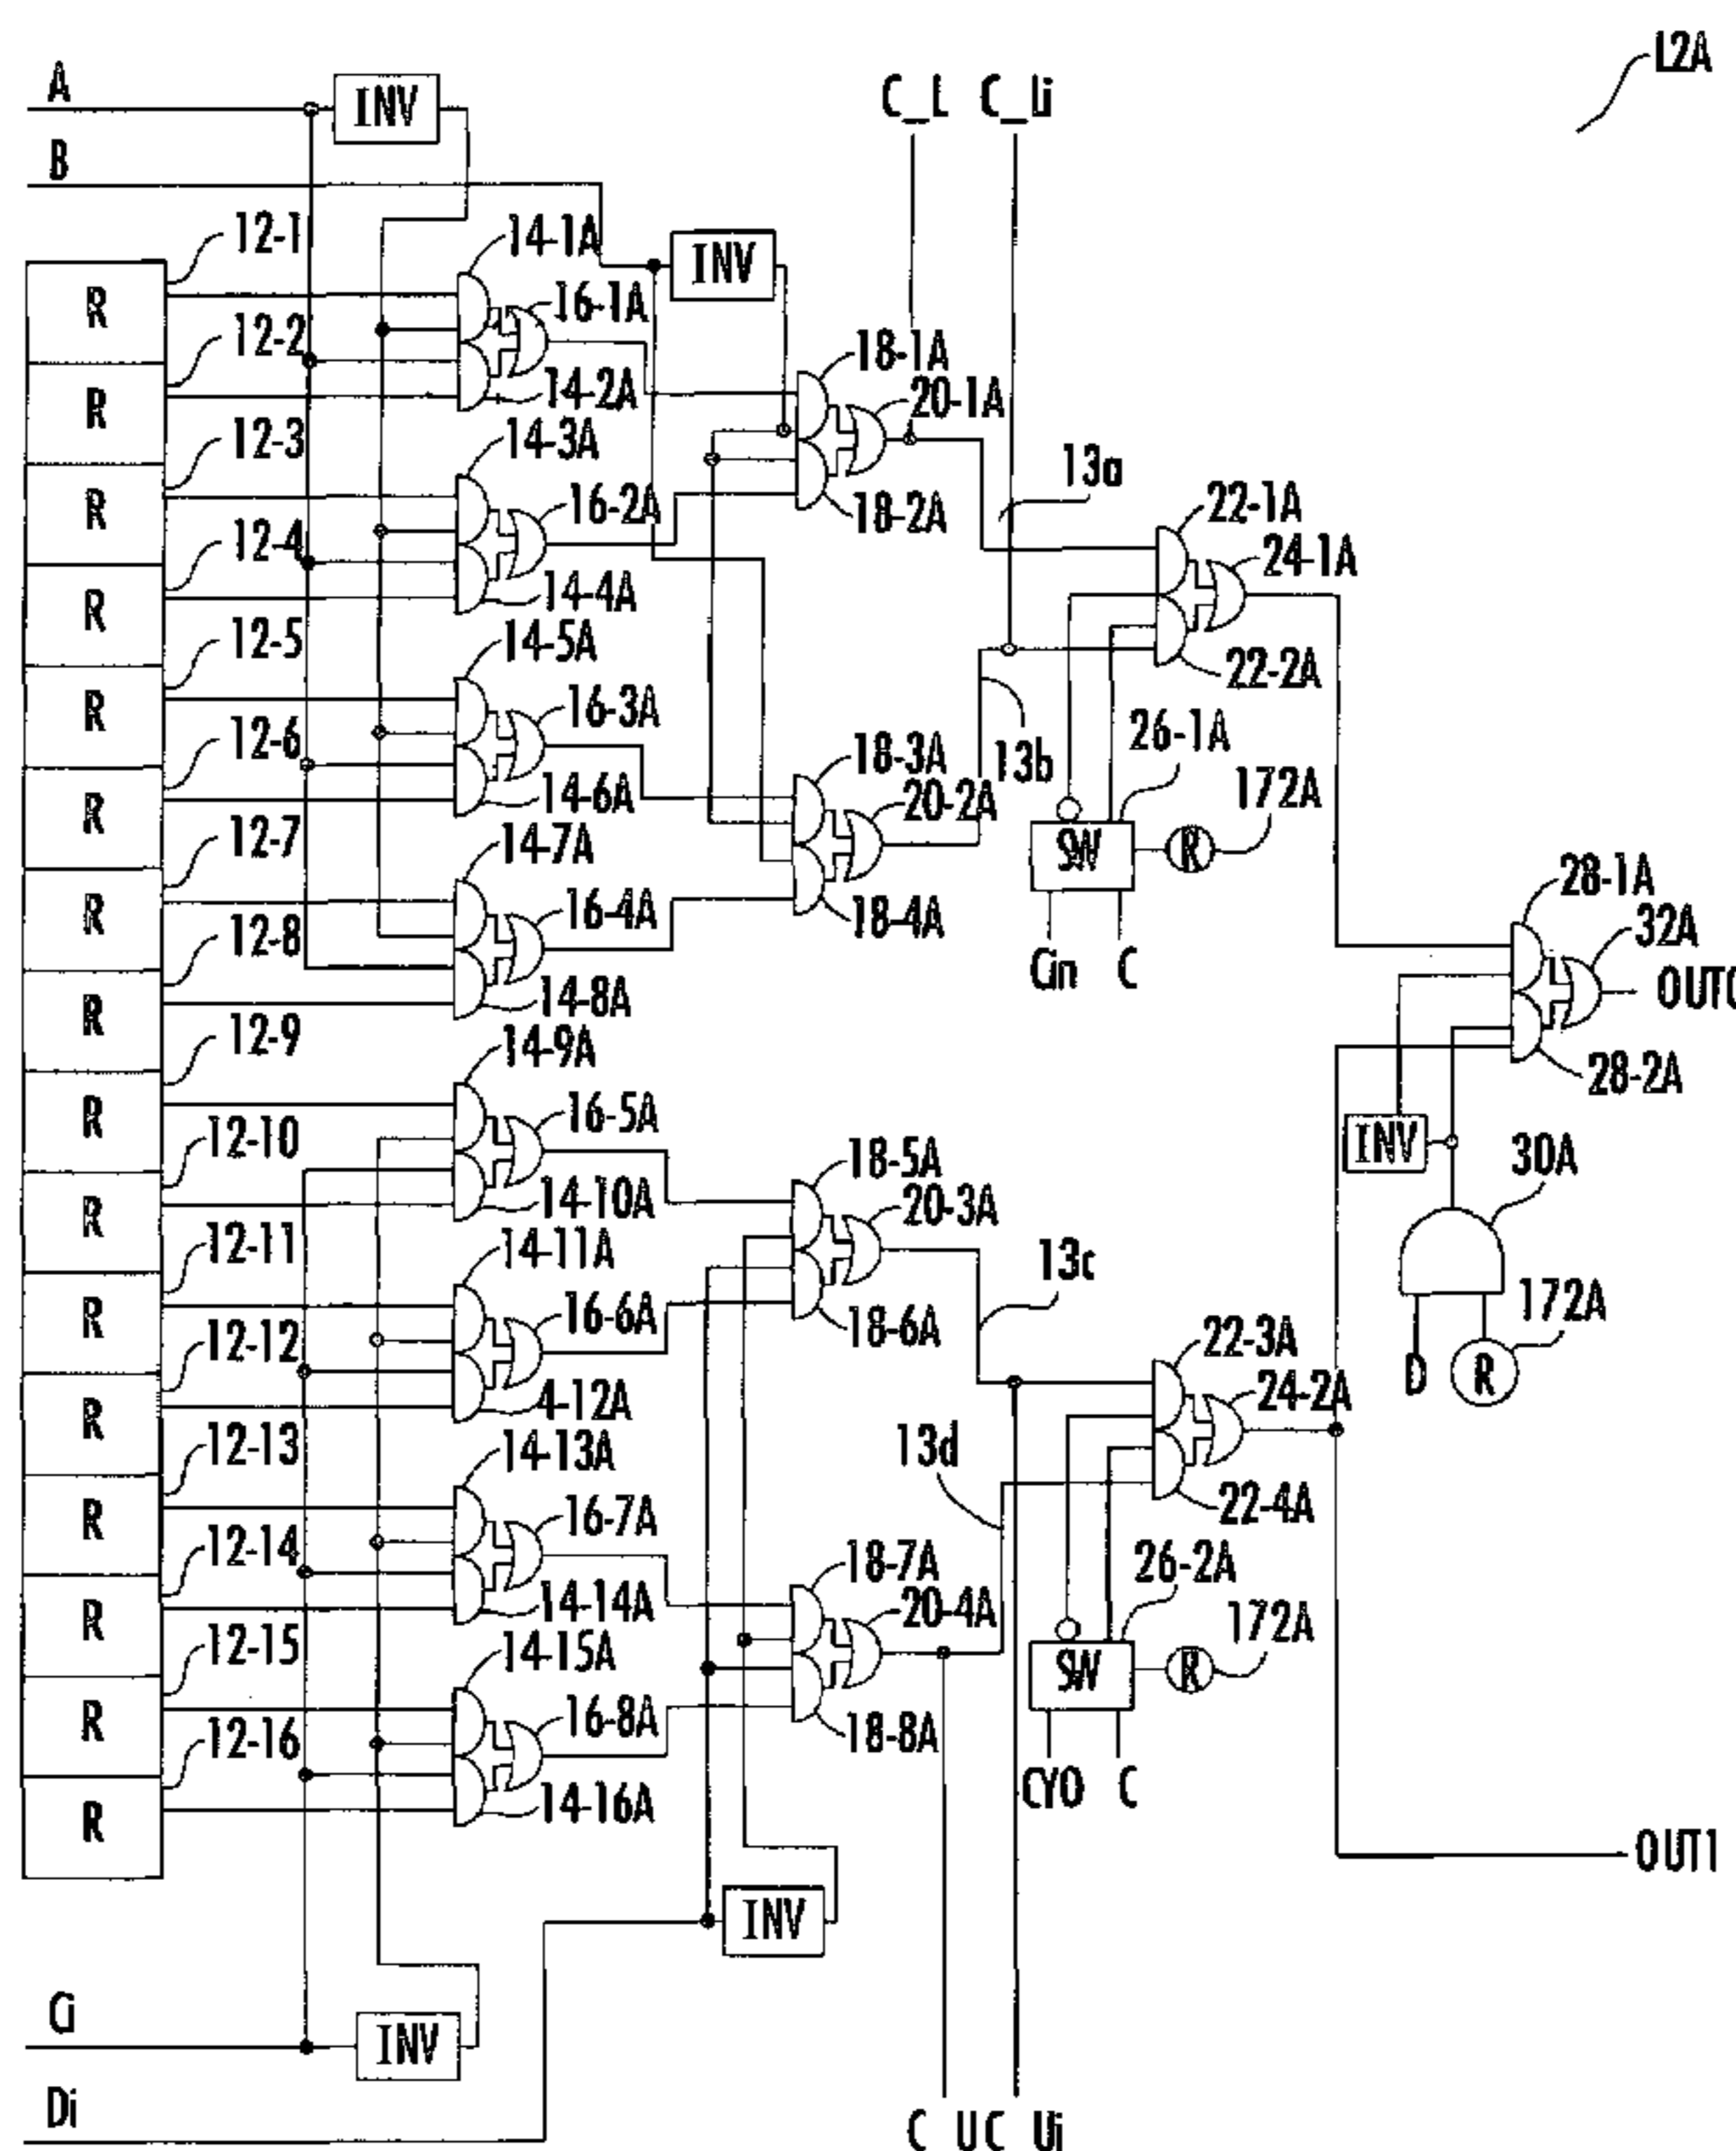 L2A
A
INV
C_L C_Li
B
12-1
14-1A
INV
R
16-1A
12-2
18-1A
R
14-2A
20-1A
12-3
14-3A
13a
R
16-2A
18-2A
22-1A
12-4
24-1A
R
14-4A
12-5
14-5A
22-2A
R
16-3A
26-1A
12-6
18-3A
13b
172A
R
14-6A
20-2A
12-7
14-7A
SW
R
R
16-4A
18-4A
28-1A
12-8
32A
Cin C
R
14-8A
OUT0
12-9
14-9A
28-2A
R
16-5A
INV
12-10
18-5A
30A
R
14-10A
20-3A
12-11
14-11A
13c
R
16-6A
18-6A
172A
12-12
22-3A
D R
R
4-12A
24-2A
12-13
14-13A
13d
R
16-7A
22-4A
12-14
18-7A
26-2A
R
14-14A
20-4A
172A
12-15
14-15A
SW
R
R
16-8A
18-8A
12-16
CYO C
R
14-16A
OUT1
INV
Ci
INV
Di
C U C Ui